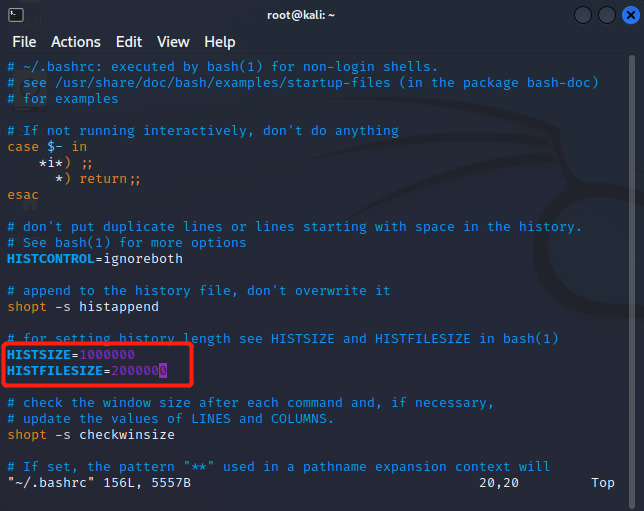 root@kali: ~
File Actions Edit View Help
# ~/.bashrc: executed by bash(1) for non-login shells.
# see /usr/share/doc/bash/examples/startup-files (in the package bash-doc)
# for examples
# If not running interactively, don't do anything
case $- in
    *i*) ;;
      *) return;;
esac
# don't put duplicate lines or lines starting with space in the history.
# See bash(1) for more options
HISTCONTROL=ignoreboth
# append to the history file, don't overwrite it
shopt -s histappend
# for setting history length see HISTSIZE and HISTFILESIZE in bash(1)
HISTSIZE=1000000
HISTFILESIZE=2000000
# check the window size after each command and, if necessary,
# update the values of LINES and COLUMNS.
shopt -s checkwinsize
# If set, the pattern "**" used in a pathname expansion context will
"~/.bashrc" 156L, 5557B 20,20 Top